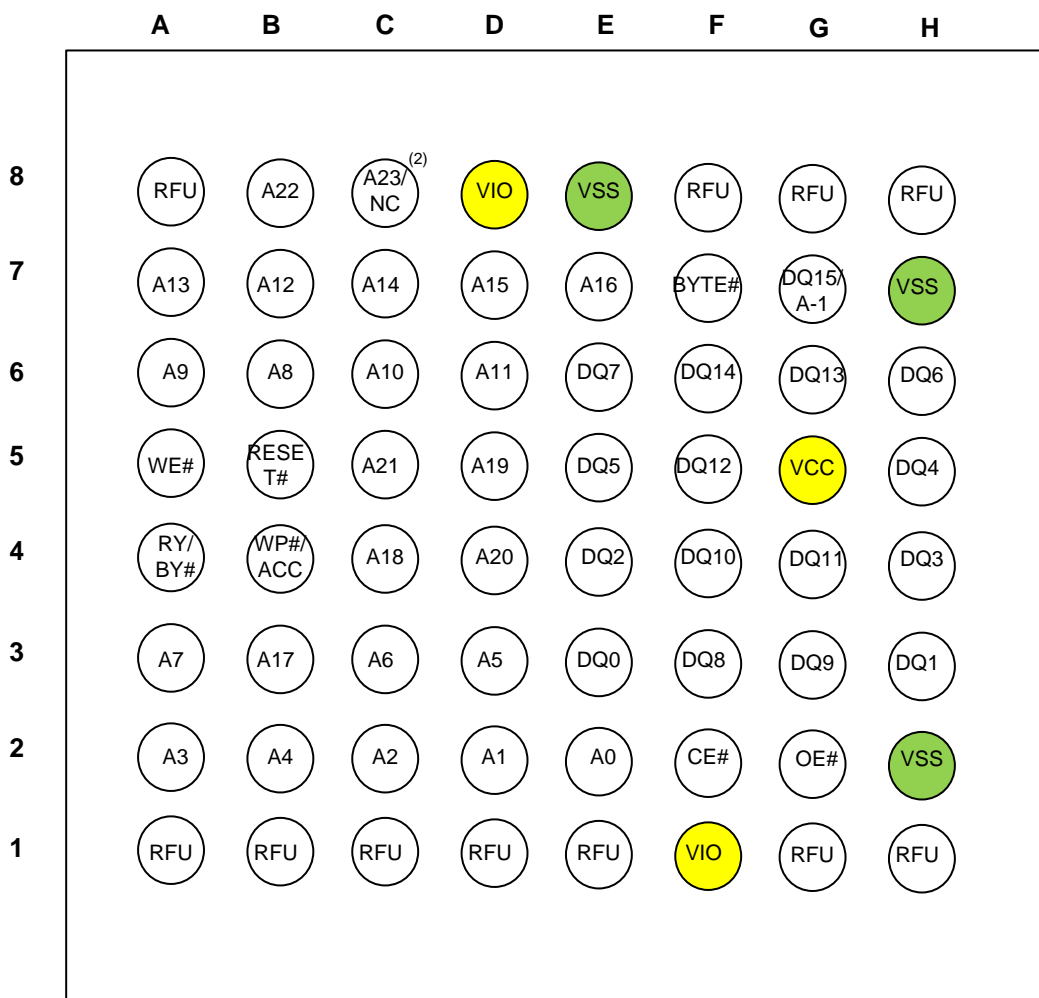 A B C D E F G H
8 RFU A22 A23/ NC (2) VIO VSS RFU RFU RFU
7 A13 A12 A14 A15 A16 BYTE# DQ15/ A-1 VSS
6 A9 A8 A10 A11 DQ7 DQ14 DQ13 DQ6
5 WE# RESE T# A21 A19 DQ5 DQ12 VCC DQ4
4 RY/ BY# WP#/ ACC A18 A20 DQ2 DQ10 DQ11 DQ3
3 A7 A17 A6 A5 DQ0 DQ8 DQ9 DQ1
2 A3 A4 A2 A1 A0 CE# OE# VSS
1 RFU RFU RFU RFU RFU VIO RFU RFU